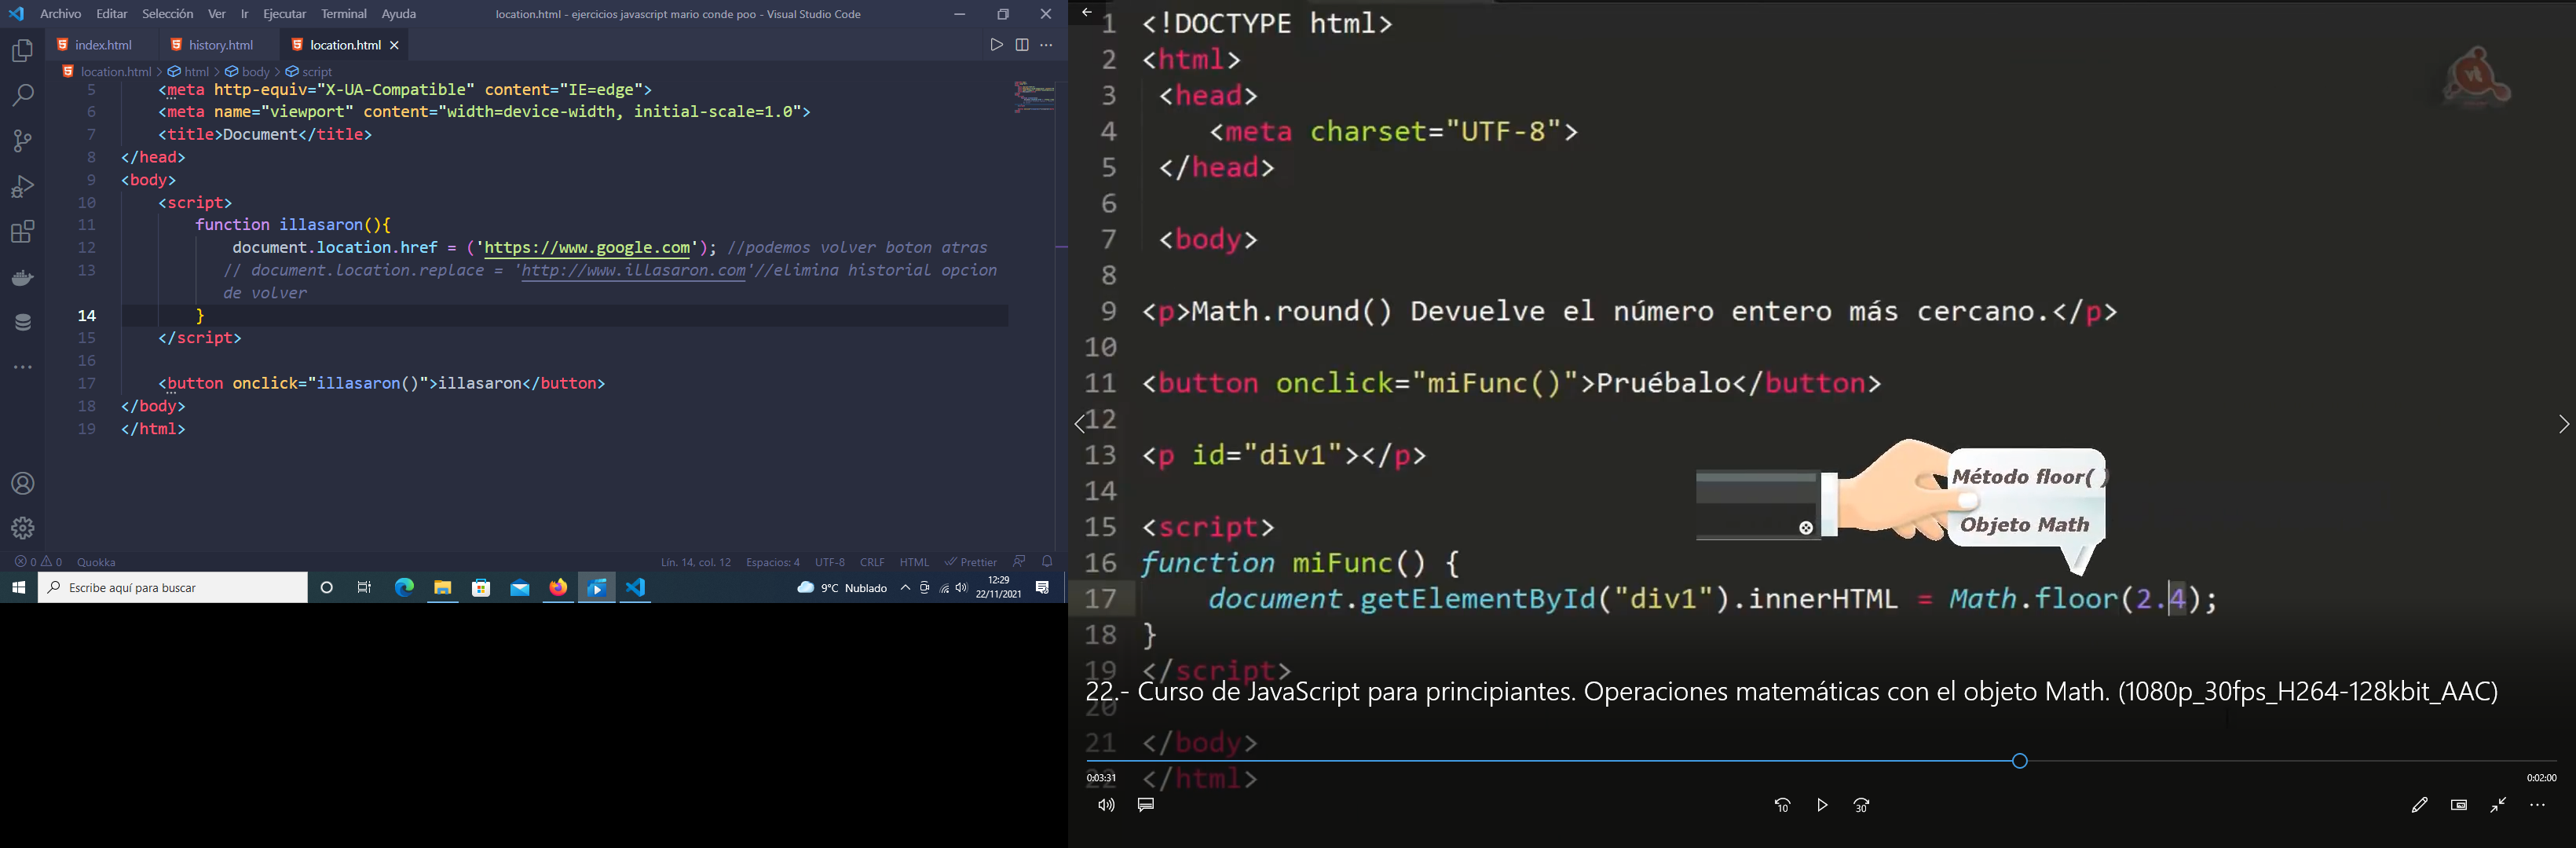 Archivo Editar Selección Ver Ir Ejecutar Terminal Ayuda
location.html - ejercicios javascript mario conde poo - Visual Studio Code
index.html history.html location.html
location.html > html > body > script
5 <meta http-equiv="X-UA-Compatible" content="IE=edge">
6 <meta name="viewport" content="width=device-width, initial-scale=1.0">
7 <title>Document</title>
8 </head>
9 <body>
10 <script>
11 function illasaron(){
12 document.location.href = ('https://www.google.com'); //podemos volver boton atras
13 // document.location.replace = 'http://www.illasaron.com'//elimina historial opcion
de volver
14 }
15 </script>
16
17 <button onclick="illasaron()">illasaron</button>
18 </body>
19 </html>
0 0 Quokka
Lín. 14, col. 12 Espacios: 4 UTF-8 CRLF HTML Prettier
Escribe aquí para buscar
9°C Nublado
12:29
22/11/2021
1 <!DOCTYPE html>
2 <html>
3 <head>
4 <meta charset="UTF-8">
5 </head>
6
7 <body>
8
9 <p>Math.round() Devuelve el número entero más cercano.</p>
10
11 <button onclick="miFunc()">Pruébalo</button>
12
13 <p id="div1"></p>
14
15 <script>
16 function miFunc() {
17 document.getElementById("div1").innerHTML = Math.floor(2.4);
18 }
19 </script>
20
21 </body>
22 </html>
Método floor( )
Objeto Math
22.- Curso de JavaScript para principiantes. Operaciones matemáticas con el objeto Math. (1080p_30fps_H264-128kbit_AAC)
0:03:31
0:02:00
10
30